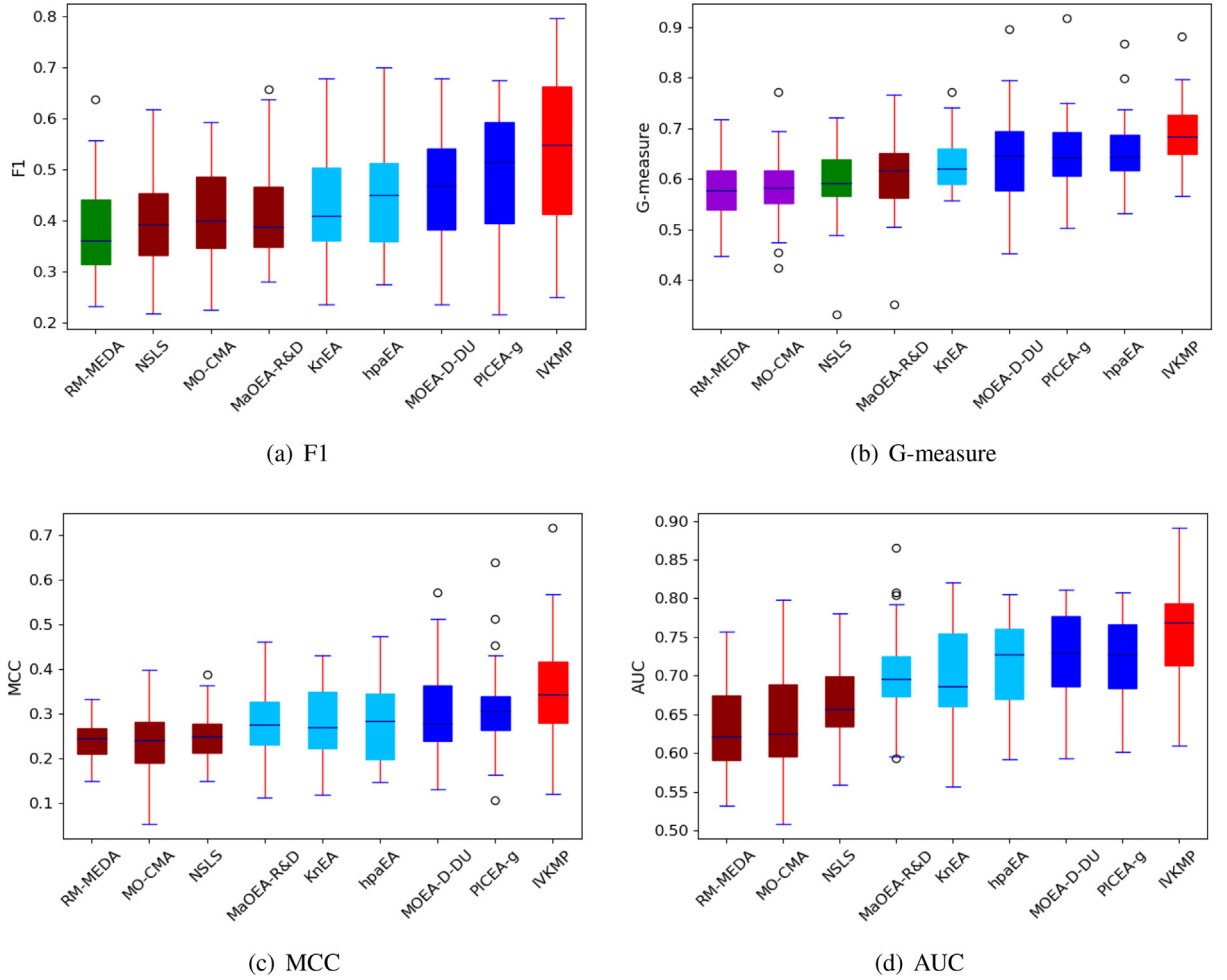 0.8
0.7
0.6
0.5
0.4
0.3
0.2
F1
RM-MEDA
NSLS
MO-CMA
MaOEA-R&D
KnEA
hpaEA
MOEA-D-DU
PICEA-g
IVKMP
(a) F1
0.9
0.8
0.7
0.6
0.5
0.4
G-measure
RM-MEDA
MO-CMA
NSLS
MaOEA-R&D
KnEA
MOEA-D-DU
PICEA-g
hpaEA
IVKMP
(b) G-measure
0.7
0.6
0.5
0.4
0.3
0.2
0.1
MCC
RM-MEDA
MO-CMA
NSLS
MaOEA-R&D
KnEA
hpaEA
MOEA-D-DU
PICEA-g
IVKMP
(c) MCC
0.90
0.85
0.80
0.75
0.70
0.65
0.60
0.55
0.50
AUC
RM-MEDA
MO-CMA
NSLS
MaOEA-R&D
KnEA
hpaEA
MOEA-D-DU
PICEA-g
IVKMP
(d) AUC